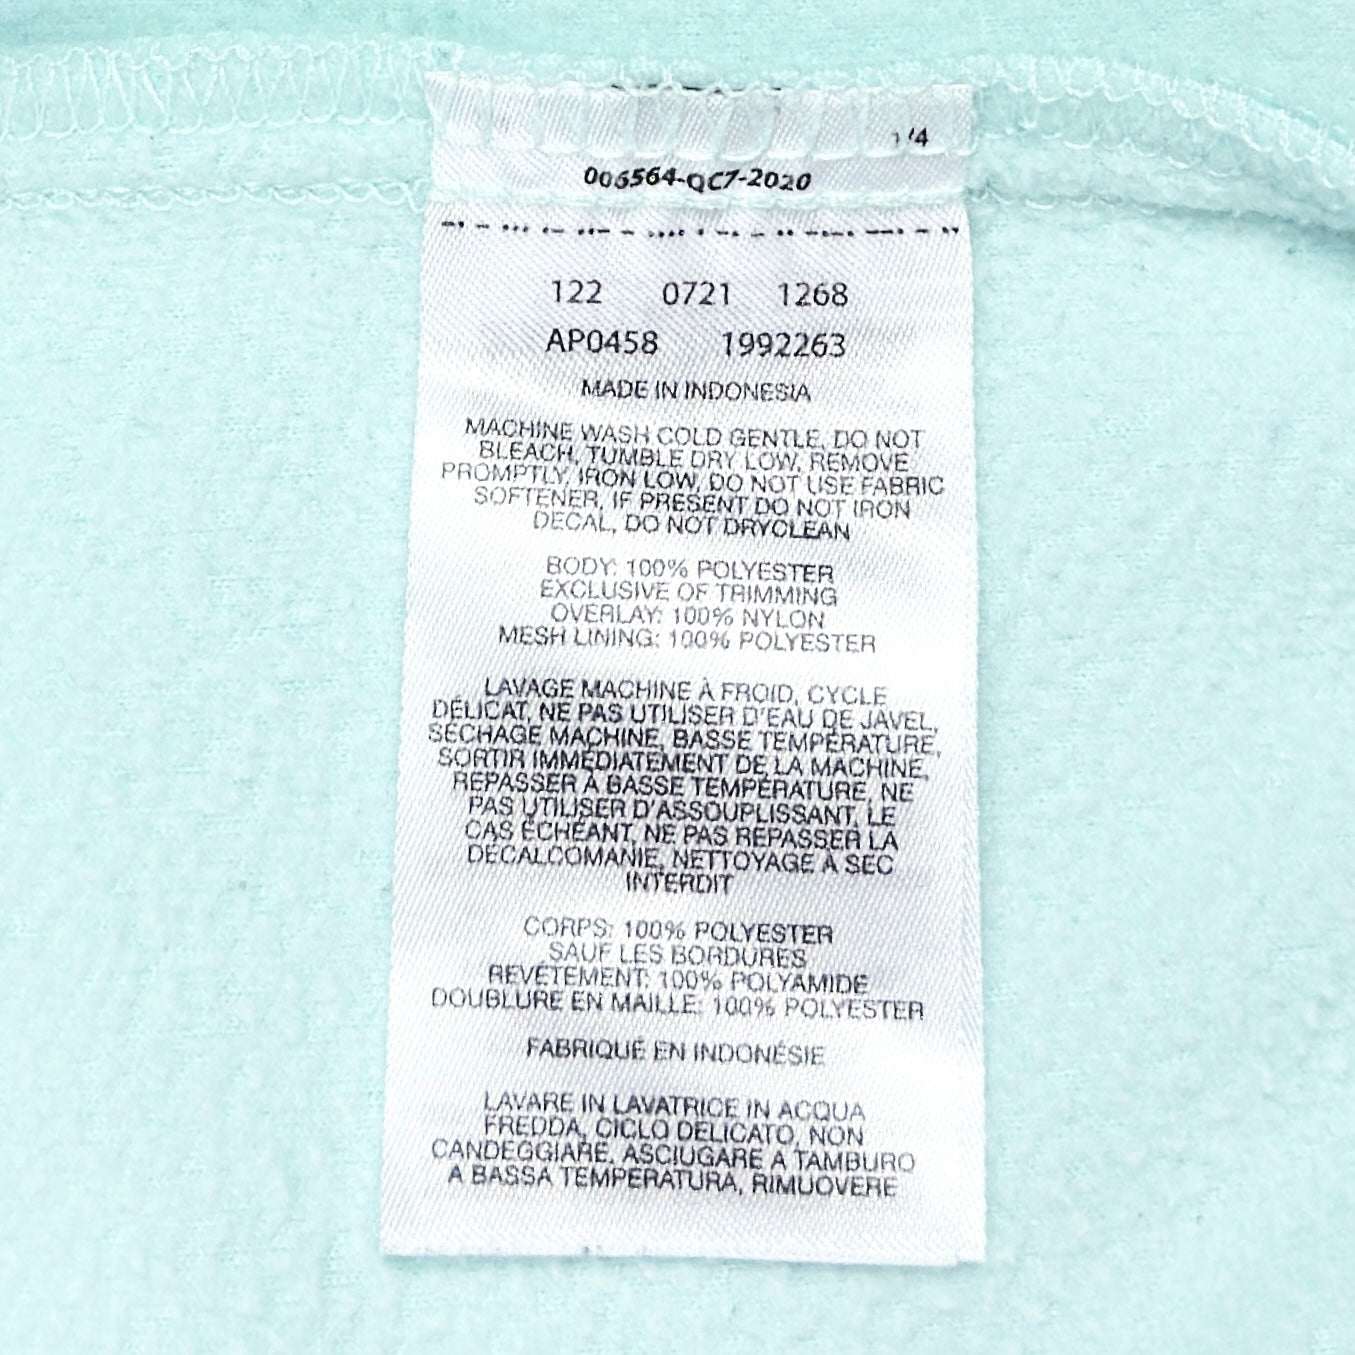 1/4
006564-QC7-2020
122 0721 1268
AP0458 1992263
MADE IN INDONESIA
MACHINE WASH COLD GENTLE, DO NOT
BLEACH, TUMBLE DRY LOW, REMOVE
PROMPTLY, IRON LOW, DO NOT USE FABRIC
SOFTENER, IF PRESENT DO NOT IRON
DECAL, DO NOT DRYCLEAN
BODY: 100% POLYESTER
EXCLUSIVE OF TRIMMING
OVERLAY: 100% NYLON
MESH LINING: 100% POLYESTER
LAVAGE MACHINE À FROID, CYCLE
DÉLICAT, NE PAS UTILISER D'EAU DE JAVEL,
SÉCHAGE MACHINE, BASSE TEMPÉRATURE,
SORTIR IMMÉDIATEMENT DE LA MACHINE,
REPASSER À BASSE TEMPÉRATURE, NE
PAS UTILISER D'ASSOUPLISSANT, LE
CAS ÉCHÉANT, NE PAS REPASSER LA
DÉCALCOMANIE, NETTOYAGE À SEC
INTERDIT
CORPS: 100% POLYESTER
SAUF LES BORDURES
REVÊTEMENT: 100% POLYAMIDE
DOUBLURE EN MAILLE: 100% POLYESTER
FABRIQUÉ EN INDONÉSIE
LAVARE IN LAVATRICE IN ACQUA
FREDDA, CICLO DELICATO, NON
CANDEGGIARE, ASCIUGARE A TAMBURO
A BASSA TEMPERATURA, RIMUOVERE